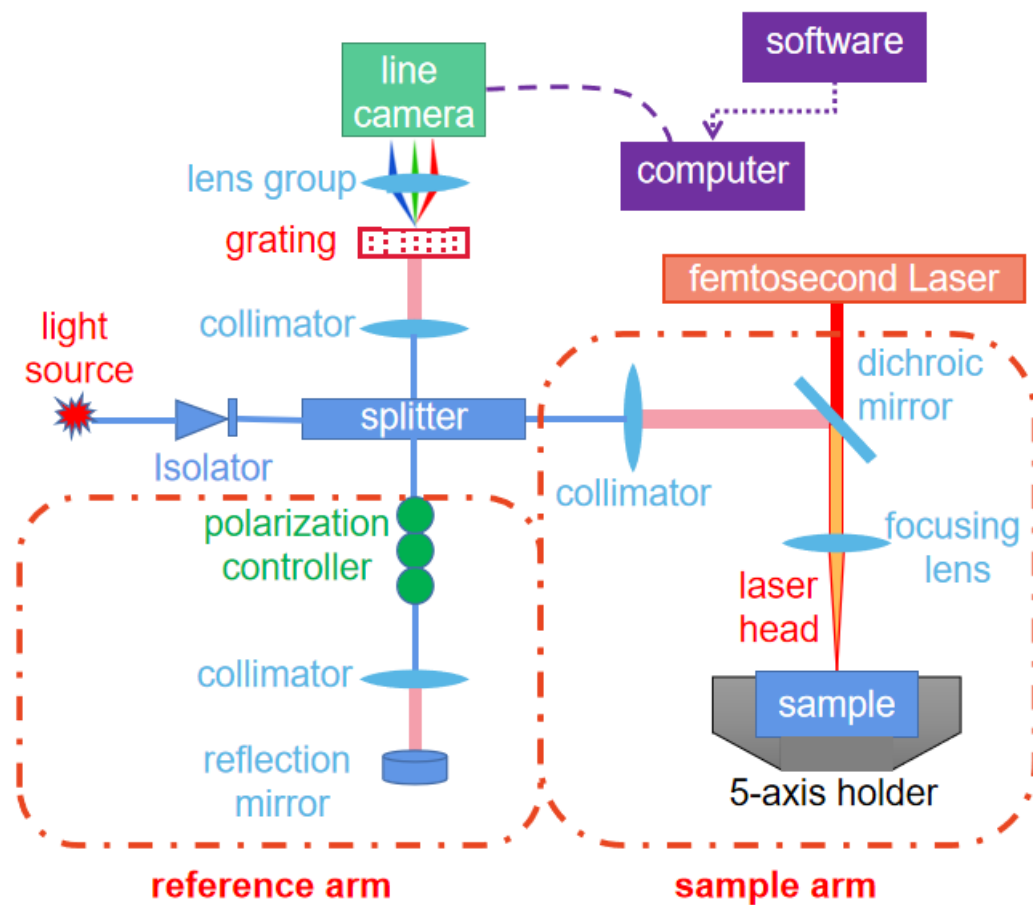 software
line
camera
computer
lens group
grating
femtosecond Laser
collimator
light
source
dichroic
mirror
splitter
Isolator
collimator
polarization
controller
focusing
lens
laser
head
collimator
sample
reflection
mirror
5-axis holder
reference arm
sample arm